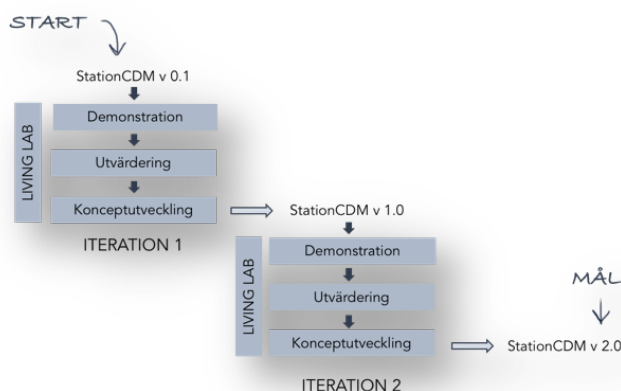 START
StationCDM v 0.1
LIVING LAB
Demonstration
Utvärdering
Konceptutveckling
ITERATION 1
StationCDM v 1.0
LIVING LAB
Demonstration
Utvärdering
Konceptutveckling
ITERATION 2
MÅL
StationCDM v 2.0